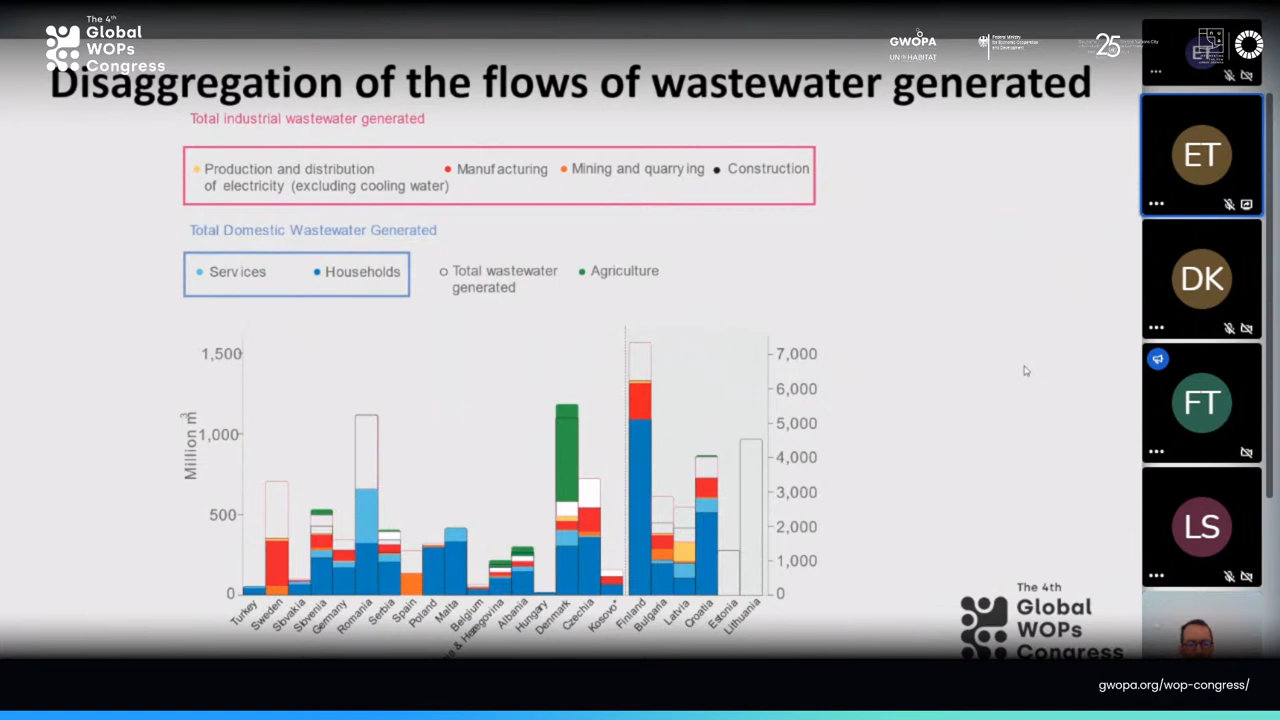 The 4th
Global
WOPs
Congress
GWOPA
UN HABITAT
25
ET
Disaggregation of the flows of wastewater generated
Total industrial wastewater generated
Production and distribution
of electricity (excluding cooling water)
Manufacturing
Mining and quarrying
Construction
Total Domestic Wastewater Generated
Services
Households
Total wastewater
generated
Agriculture
ET
DK
FT
LS
Million m3
1,500
1,000
500
0
7,000
6,000
5,000
4,000
3,000
2,000
1,000
0
Turkey
Sweden
Slovakia
Slovenia
Germany
Romania
Serbia
Spain
Poland
Malta
Belgium
Albania
Hungary
Denmark
Czechia
Kosovo*
Finland
Bulgaria
Latvia
Croatia
Estonia
Lithuania
The 4th
Global
WOPs
Congress
gwopa.org/wop-congress/